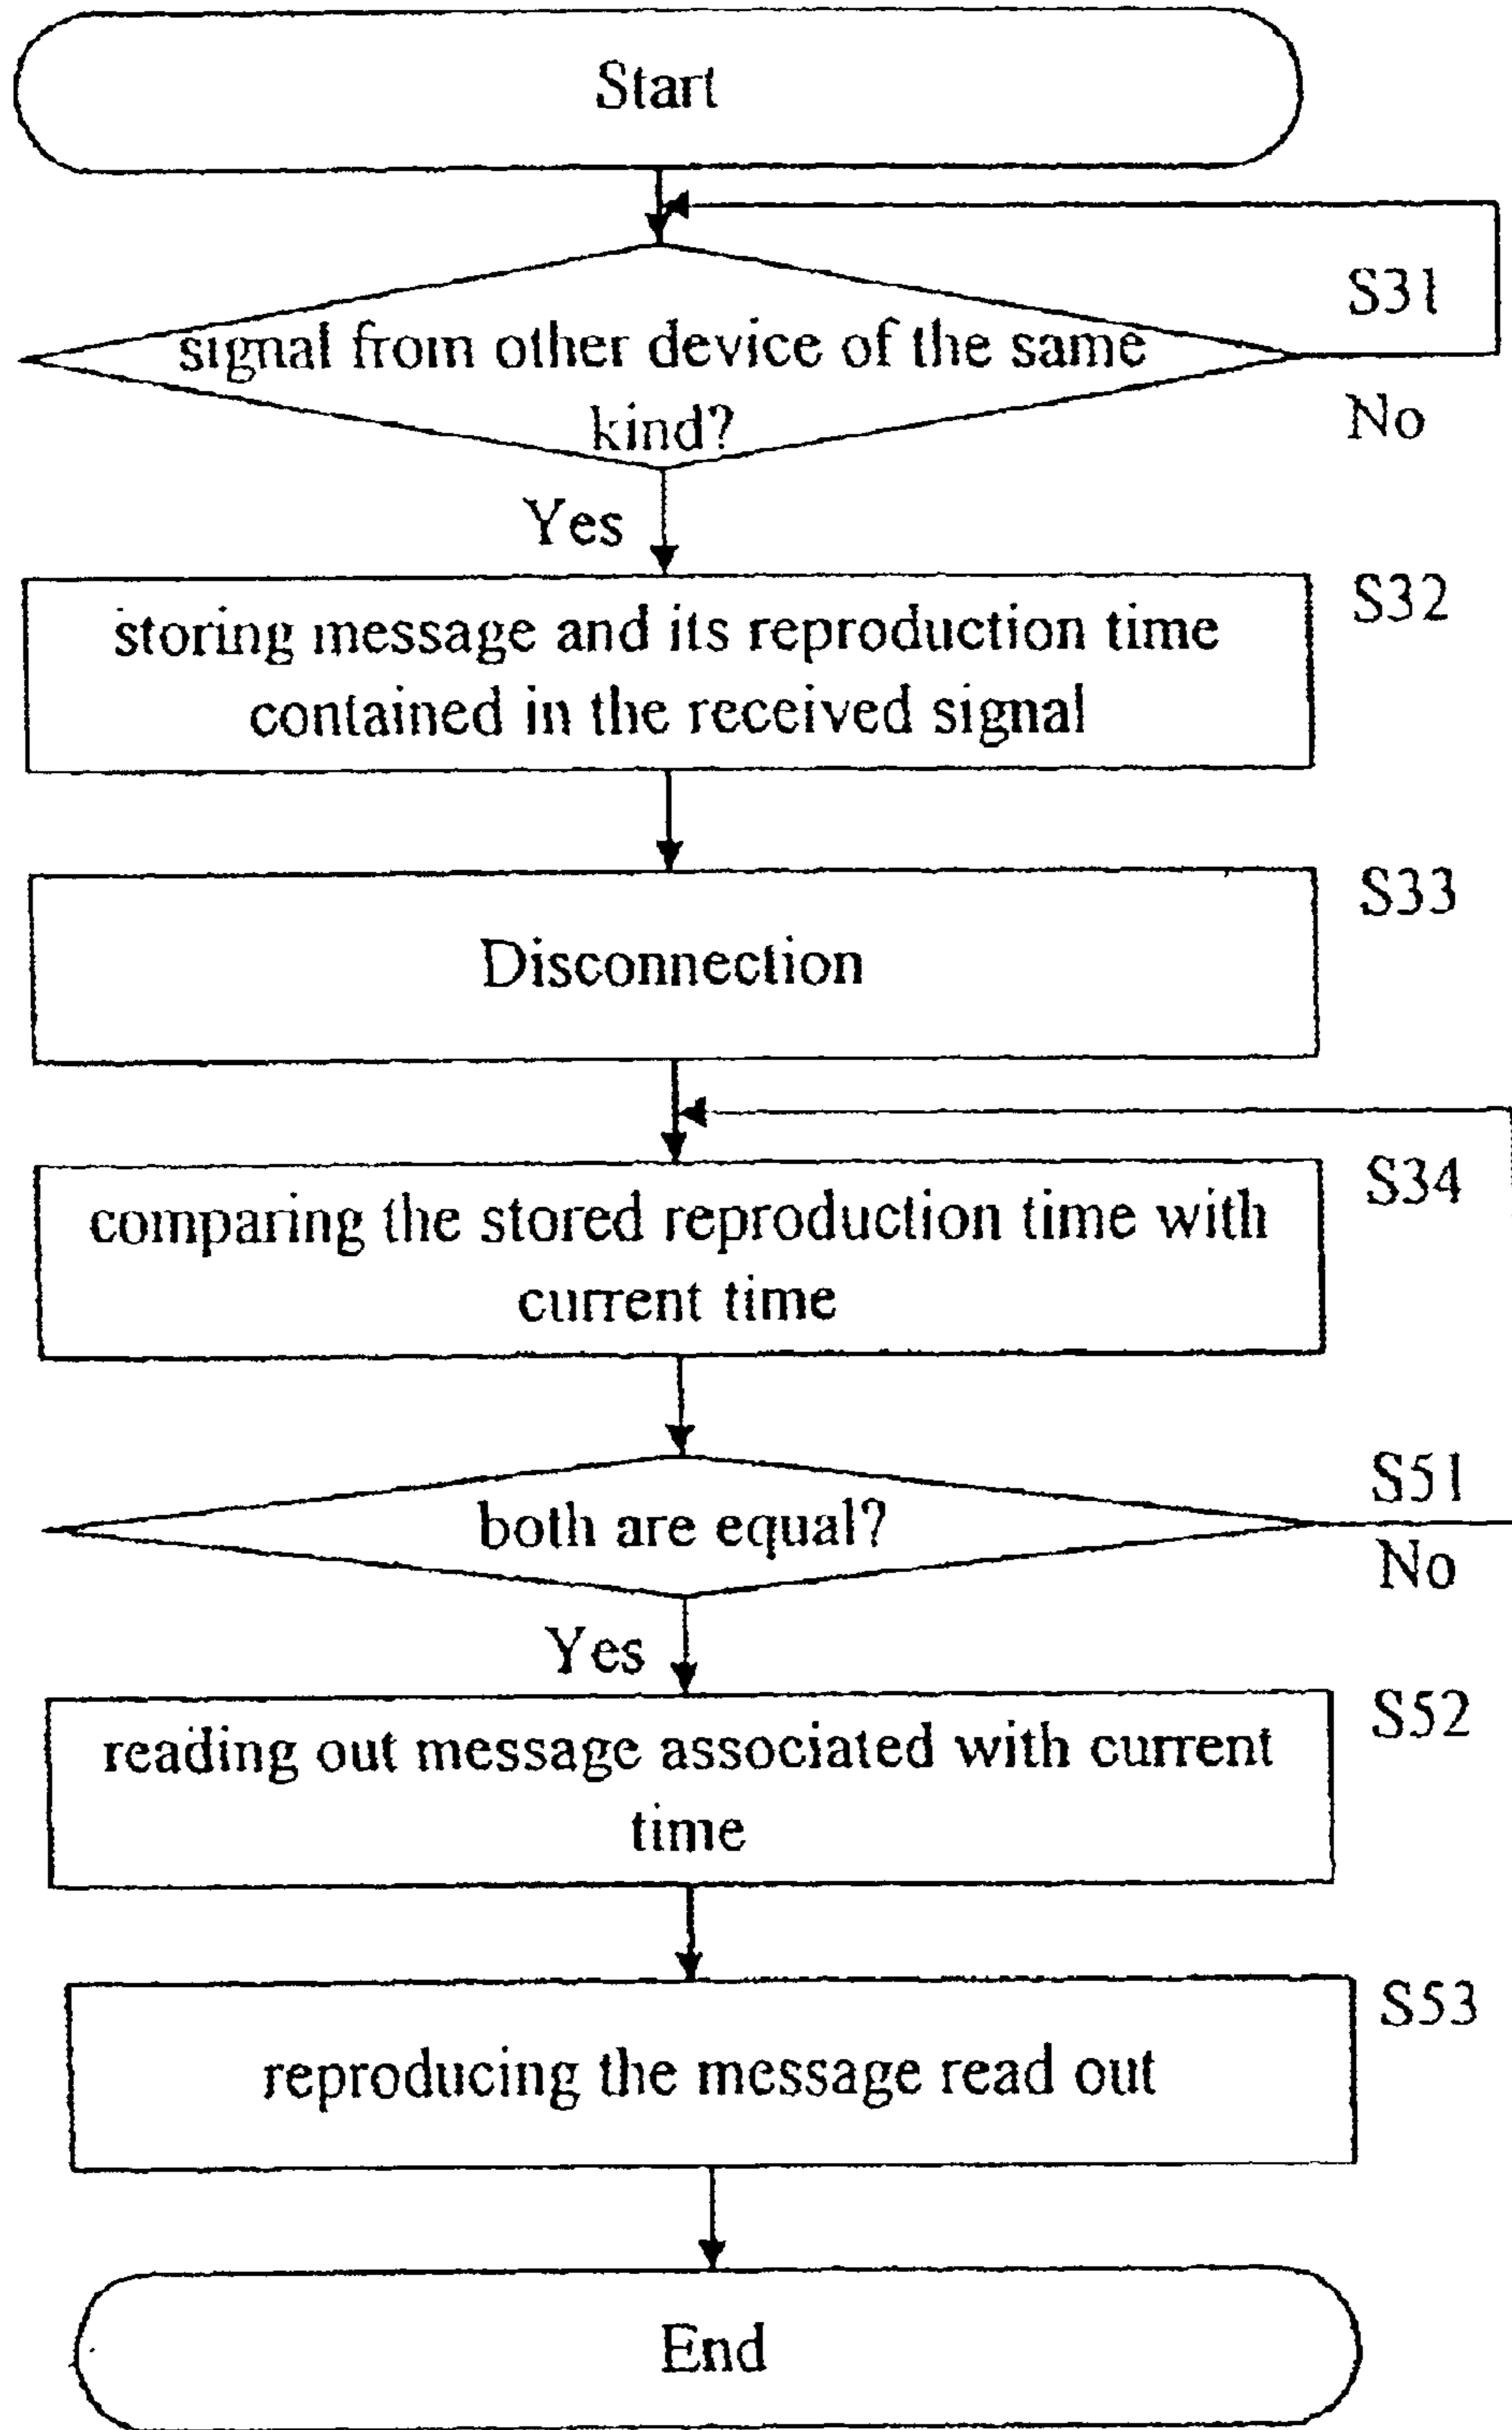 Start
S31
signal from other device of the same
kind?
No
Yes
S32
storing message and its reproduction time
contained in the received signal
S33
Disconnection
S34
comparing the stored reproduction time with
current time
S51
both are equal?
No
Yes
S52
reading out message associated with current
time
S53
reproducing the message read out
End